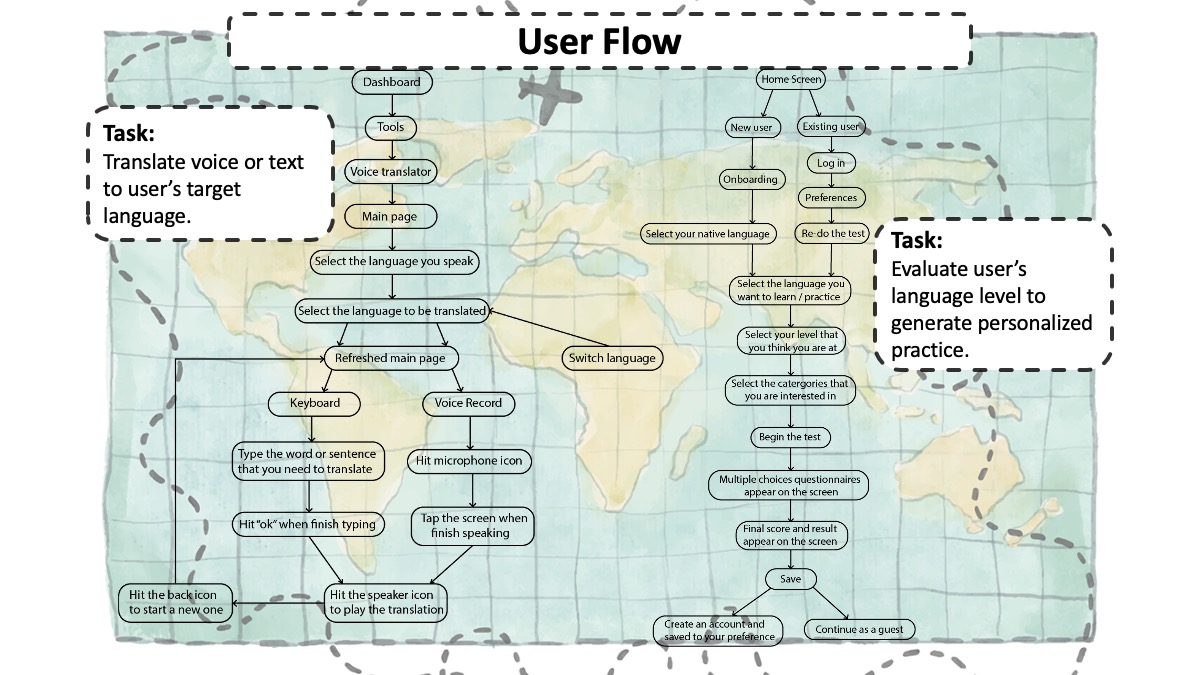 User Flow
Task:
Translate voice or text
to user’s target
language.
Dashboard
Tools
Voice translator
Main page
Select the language you speak
Select the language to be translated
Switch language
Refreshed main page
Keyboard
Voice Record
Type the word or sentence
that you need to translate
Hit microphone icon
Hit “ok” when finish typing
Tap the screen when
finish speaking
Hit the back icon
to start a new one
Hit the speaker icon
to play the translation
Home Screen
New user
Existing user
Onboarding
Log in
Preferences
Select your native language
Re-do the test
Select the language you
want to learn / practice
Select your level that
you think you are at
Select the catergories that
you are interested in
Begin the test
Multiple choices questionnaires
appear on the screen
Final score and result
appear on the screen
Save
Create an account and
saved to your preference
Continue as a guest
Task:
Evaluate user’s
language level to
generate personalized
practice.